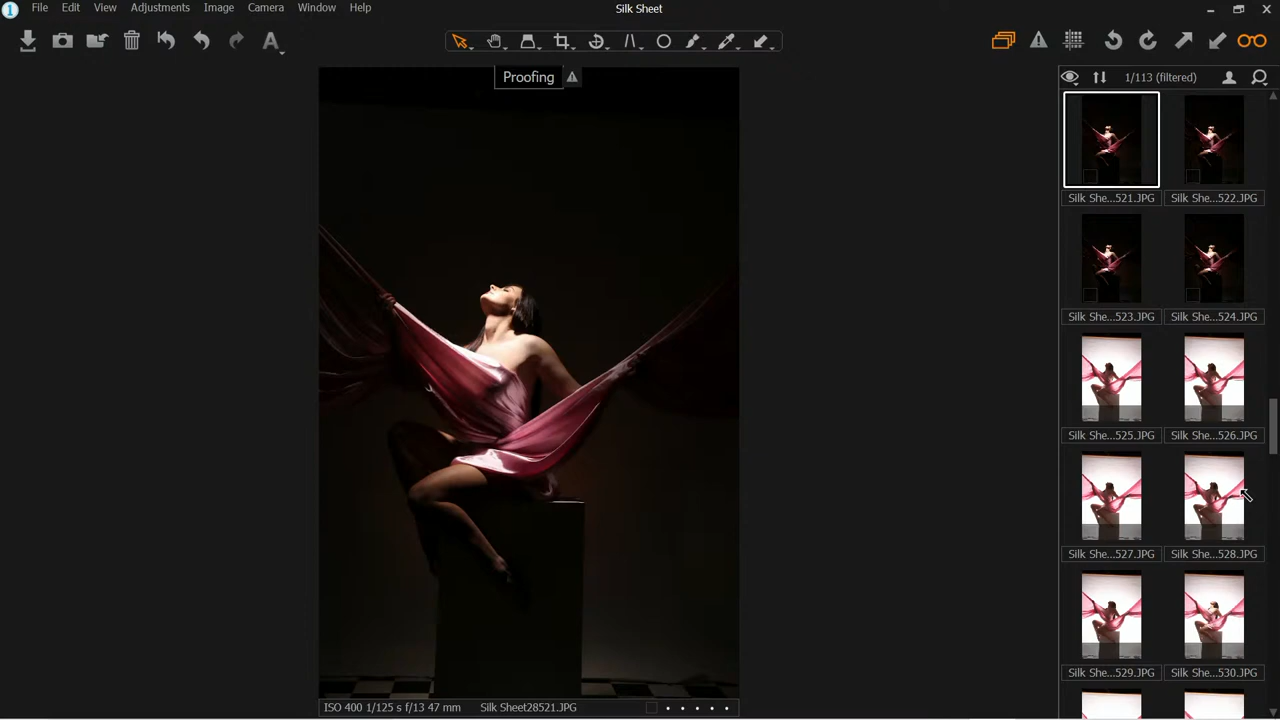 File Edit View Adjustments Image Camera Window Help
Silk Sheet
Proofing
1/113 (filtered)
Silk She...521.JPG
Silk She...522.JPG
Silk She...523.JPG
Silk She...524.JPG
Silk She...525.JPG
Silk She...526.JPG
Silk She...527.JPG
Silk She...528.JPG
Silk She...529.JPG
Silk She...530.JPG
ISO 400 1/125 s f/13 47 mm
Silk Sheet28521.JPG